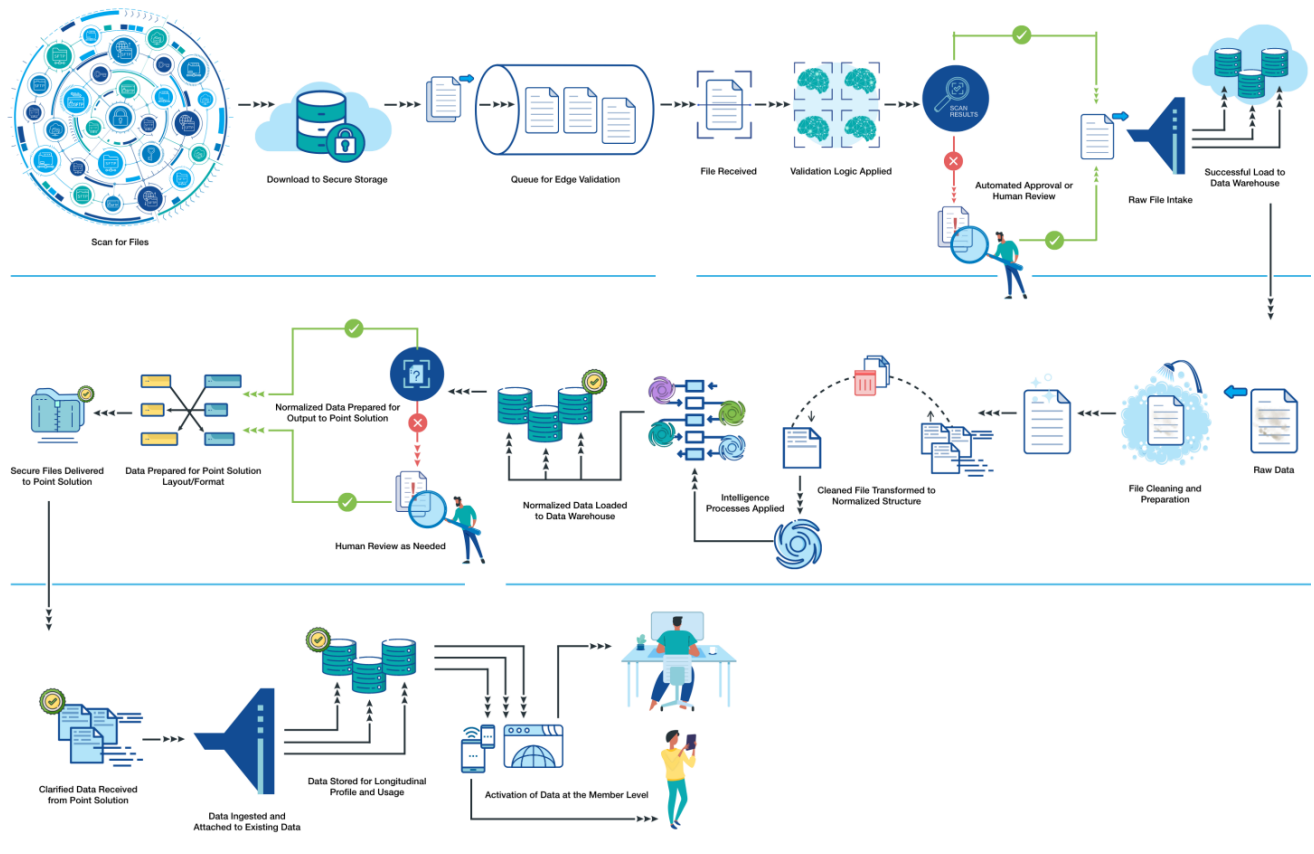 SCAN
RESULTS
Download to Secure Storage
Queue for Edge Validation
File Received
Validation Logic Applied
Automated Approval or
Human Review
Raw File Intake
Successful Load to
Data Warehouse
Scan for Files
Normalized Data Prepared for
Output to Point Solution
?
Secure Files Delivered
to Point Solution
Data Prepared for Point Solution
Layout/Format
Human Review as Needed
Normalized Data Loaded
to Data Warehouse
Intelligence
Processes Applied
Cleaned File Transformed to
Normalized Structure
File Cleaning and
Preparation
Raw Data
Clarified Data Received
from Point Solution
Data Ingested and
Attached to Existing Data
Data Stored for Longitudinal
Profile and Usage
Activation of Data at the Member Level